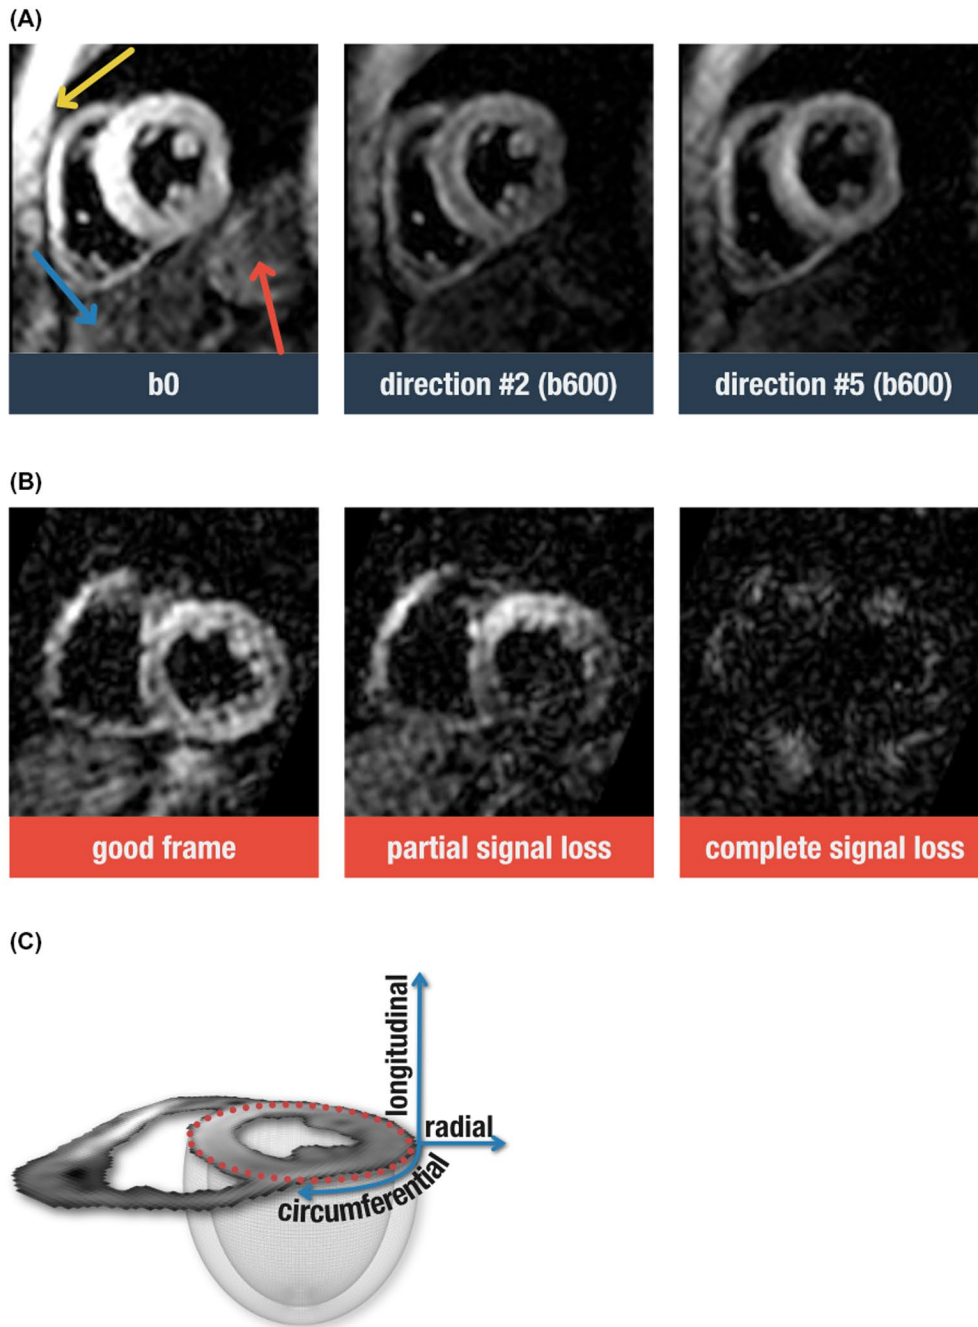 (A)
b0
direction #2 (b600)
direction #5 (b600)
(B)
good frame
partial signal loss
complete signal loss
(C)
longitudinal
radial
circumferential